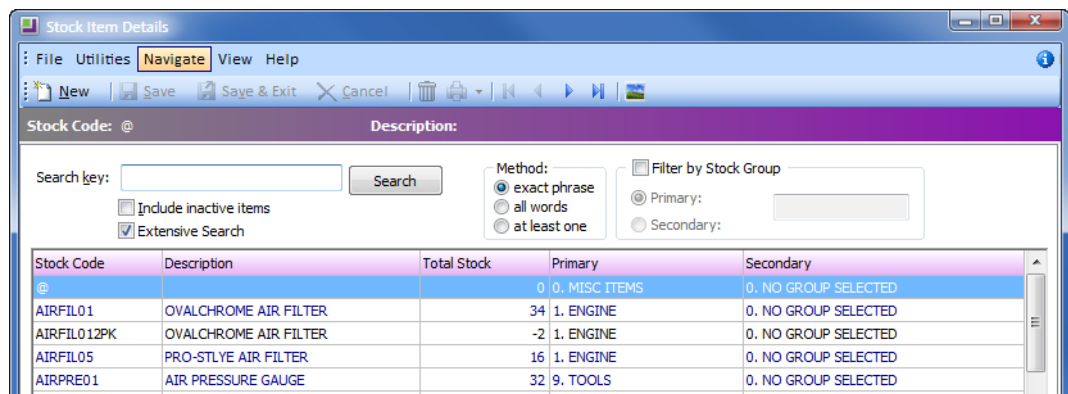 Stock Item Details
File Utilities Navigate View Help
New Save Save & Exit Cancel
Stock Code: @ Description:
Search key: Search
Include inactive items
Extensive Search
Method:
exact phrase
all words
at least one
Filter by Stock Group
Primary:
Secondary:
Stock Code Description Total Stock Primary Secondary
@ 0 0. MISC ITEMS 0. NO GROUP SELECTED
AIRFIL01 OVALCHROME AIR FILTER 34 1. ENGINE 0. NO GROUP SELECTED
AIRFIL012PK OVALCHROME AIR FILTER -2 1. ENGINE 0. NO GROUP SELECTED
AIRFIL05 PRO-STLYE AIR FILTER 16 1. ENGINE 0. NO GROUP SELECTED
AIRPRE01 AIR PRESSURE GAUGE 32 9. TOOLS 0. NO GROUP SELECTED